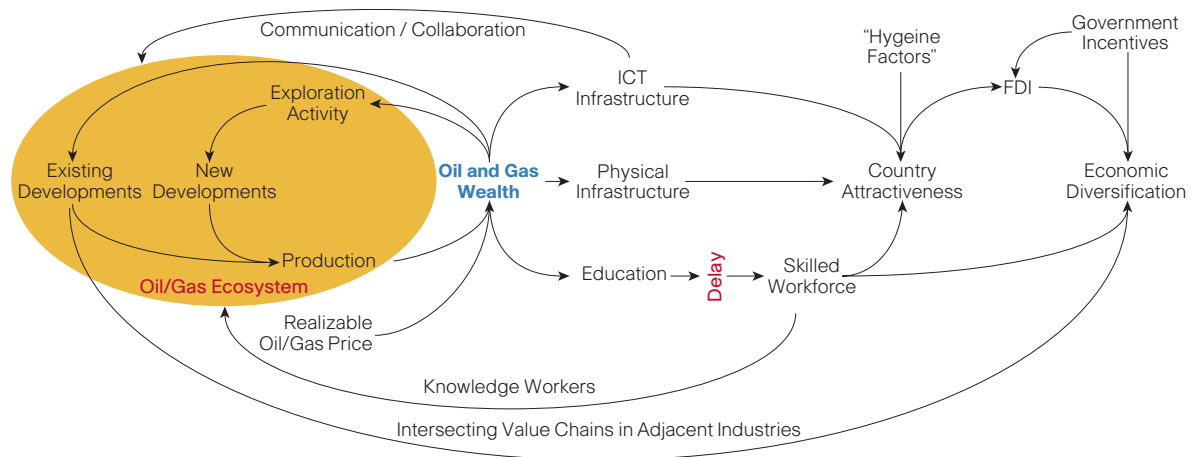 Communication / Collaboration
"Hygeine
Factors"
Government
Incentives
ICT
Infrastructure
FDI
Exploration
Activity
Existing
Developments
New
Developments
Oil and Gas
Wealth
Physical
Infrastructure
Country
Attractiveness
Economic
Diversification
Production
Education
Delay
Skilled
Workforce
Oil/Gas Ecosystem
Realizable
Oil/Gas Price
Knowledge Workers
Intersecting Value Chains in Adjacent Industries